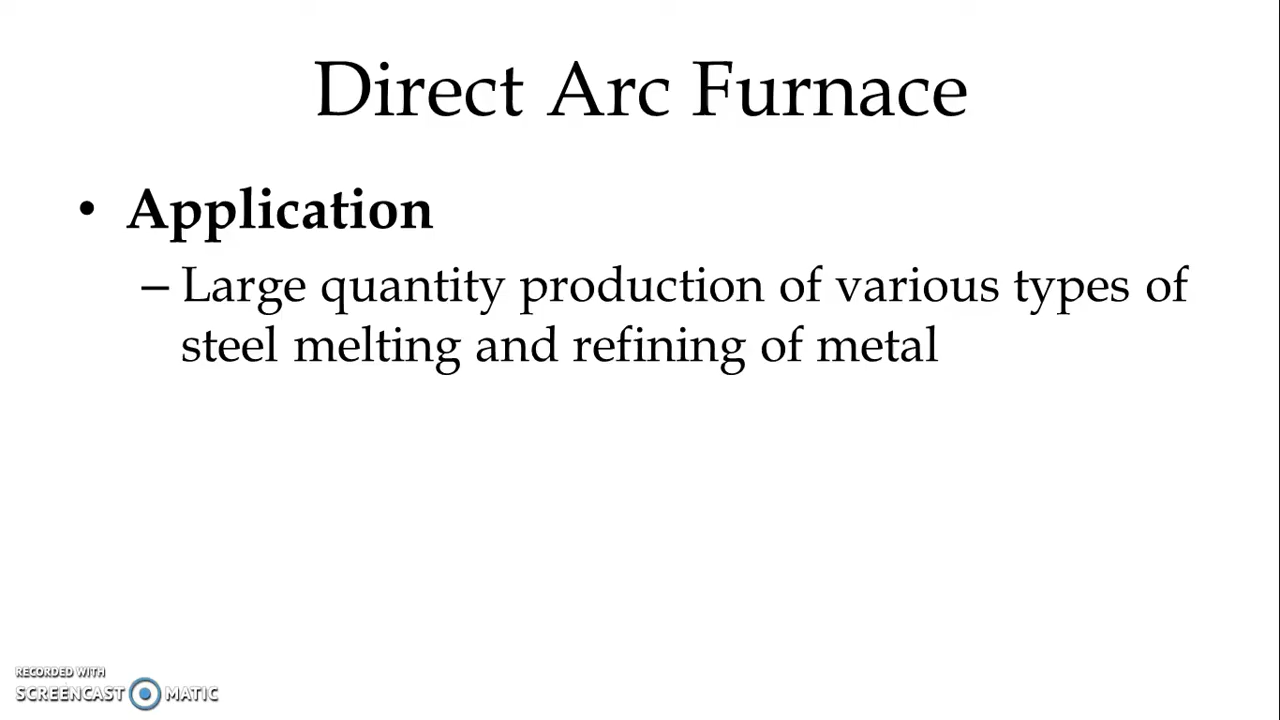 Direct Arc Furnace
• Application
– Large quantity production of various types of
steel melting and refining of metal
RECORDED WITH
SCREENCAST MATIC